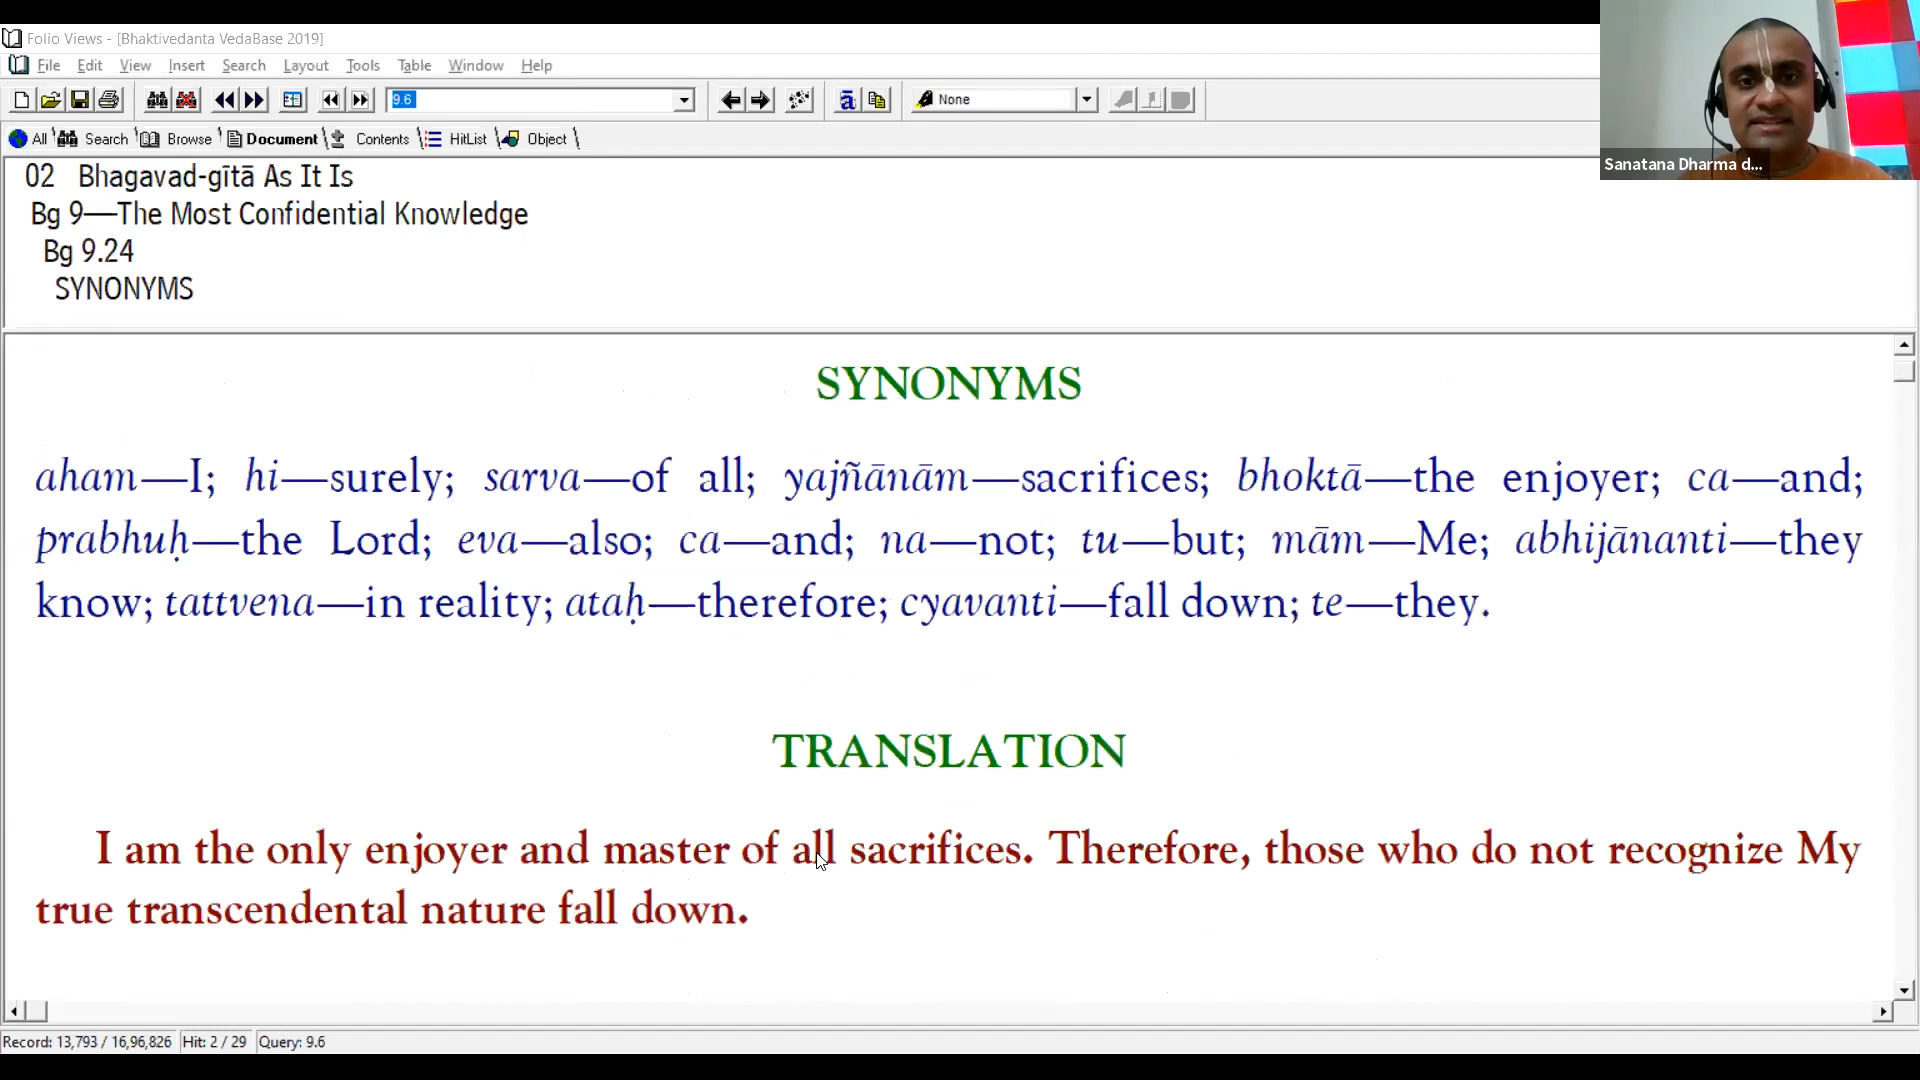 Folio Views - [Bhaktivedanta VedaBase 2019]
File Edit View Insert Search Layout Tools Table Window Help
9.6 None
All Search Browse Document Contents HitList Object
Sanatana Dharma d...
02 Bhagavad-gītā As It Is
Bg 9—The Most Confidential Knowledge
Bg 9.24
SYNONYMS
SYNONYMS
aham—I; hi—surely; sarva—of all; yajñānām—sacrifices; bhoktā—the enjoyer; ca—and;
prabhuḥ—the Lord; eva—also; ca—and; na—not; tu—but; mām—Me; abhijānanti—they
know; tattvena—in reality; ataḥ—therefore; cyavanti—fall down; te—they.
TRANSLATION
I am the only enjoyer and master of all sacrifices. Therefore, those who do not recognize My
true transcendental nature fall down.
Record: 13,793 / 16,96,826 Hit: 2 / 29 Query: 9.6